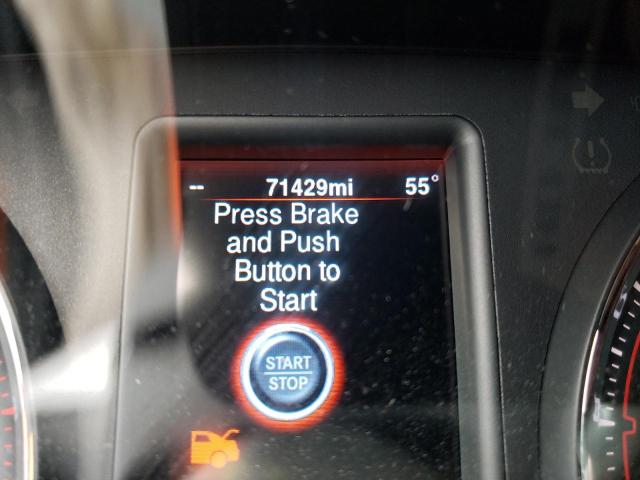 -- 71429mi 55°
Press Brake
and Push
Button to
Start
START
STOP